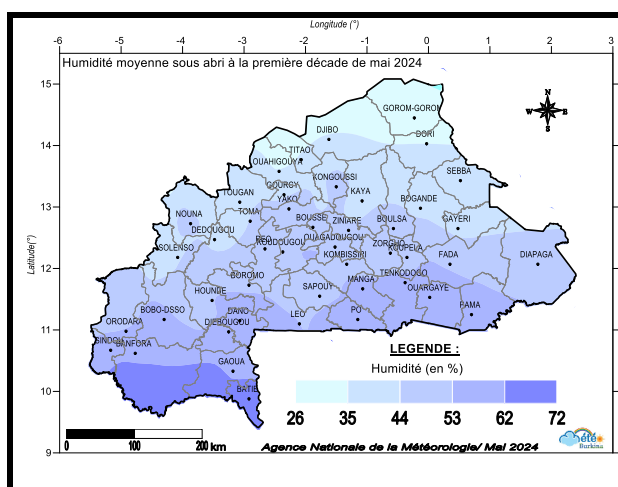 Longitude (°)
-6 -5 -4 -3 -2 -1 0 1 2 3
Humidité moyenne sous abri à la première décade de mai 2024
15
GOROM-GOROM
N
W E
S
DJIBO
DORI
14
TITAO
OUAHIGOUYA
KONGOUSSI
SEBBA
TOUGAN
GOURCY
KAYA
13
YAKO
BOGANDE
TOMA
NOUNA
BOUSSE
ZINIARE
BOULSA
GAYERI
DEDOUGOU
OUAGADOUGOU
REO
KOUDOUGOU
ZORGHO
KOUPELA
SOLENSO
KOMBISSIRI
FADA
DIAPAGA
Latitude(°)
12
BOROMO
TENKODOGO
MANGA
HOUNDE
SAPOUY
OUARGAYE
BOBO-DSSO
DANO
LEO
PO
PAMA
ORODARA
DIEBOUGOU
11
SINDOU
BANFORA
LEGENDE :
GAOUA
Humidité (en %)
10
BATIE
26 35 44 53 62 72
0 100 200 km
Agence Nationale de la Météorologie/ Mai 2024
météo
Burkina
9